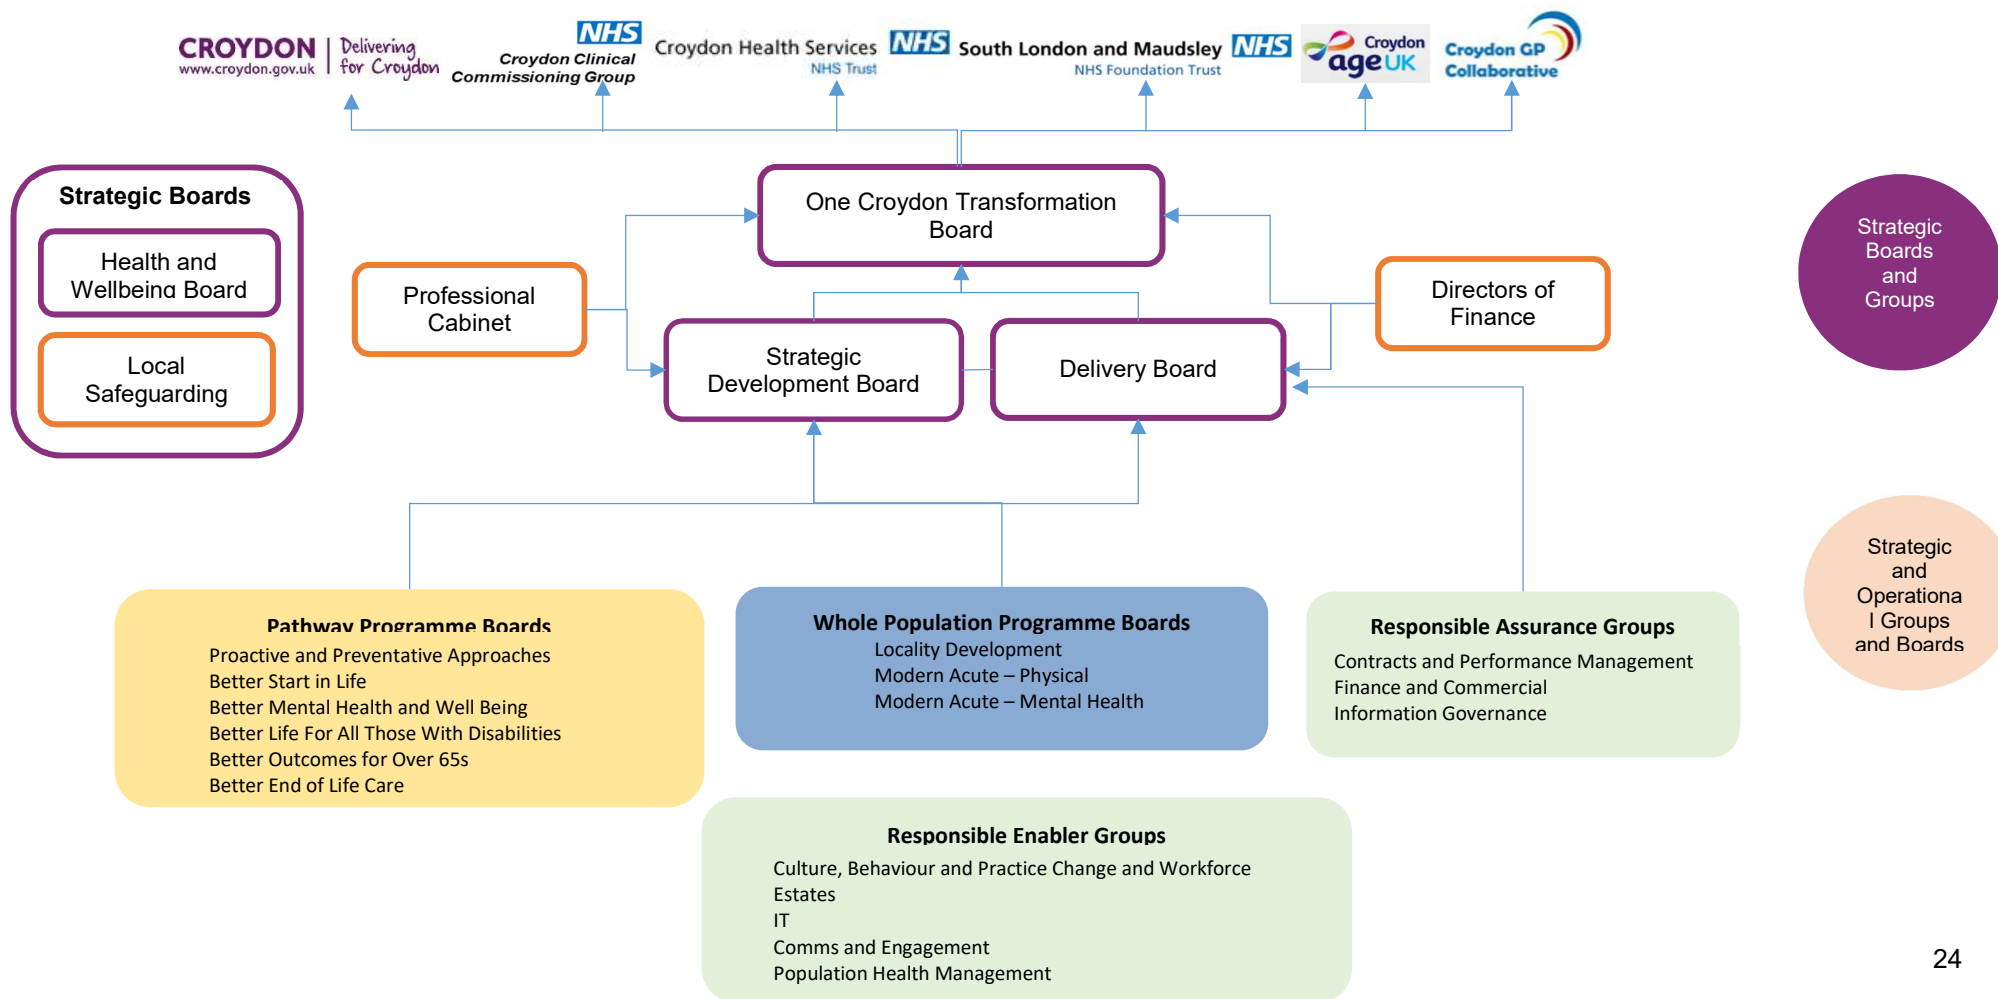 CROYDON
www.croydon.gov.uk
Delivering
for Croydon
NHS
Croydon Clinical
Commissioning Group
Croydon Health Services
NHS Trust
NHS
South London and Maudsley
NHS Foundation Trust
NHS
Croydon
age UK
Croydon GP
Collaborative
Strategic Boards
Health and
Wellbeing Board
Local
Safeguarding
Professional
Cabinet
One Croydon Transformation
Board
Strategic
Development Board
Delivery Board
Directors of
Finance
Strategic
Boards
and
Groups
Strategic
and
Operationa
l Groups
and Boards
Pathway Programme Boards
Proactive and Preventative Approaches
Better Start in Life
Better Mental Health and Well Being
Better Life For All Those With Disabilities
Better Outcomes for Over 65s
Better End of Life Care
Whole Population Programme Boards
Locality Development
Modern Acute – Physical
Modern Acute – Mental Health
Responsible Assurance Groups
Contracts and Performance Management
Finance and Commercial
Information Governance
Responsible Enabler Groups
Culture, Behaviour and Practice Change and Workforce
Estates
IT
Comms and Engagement
Population Health Management
24